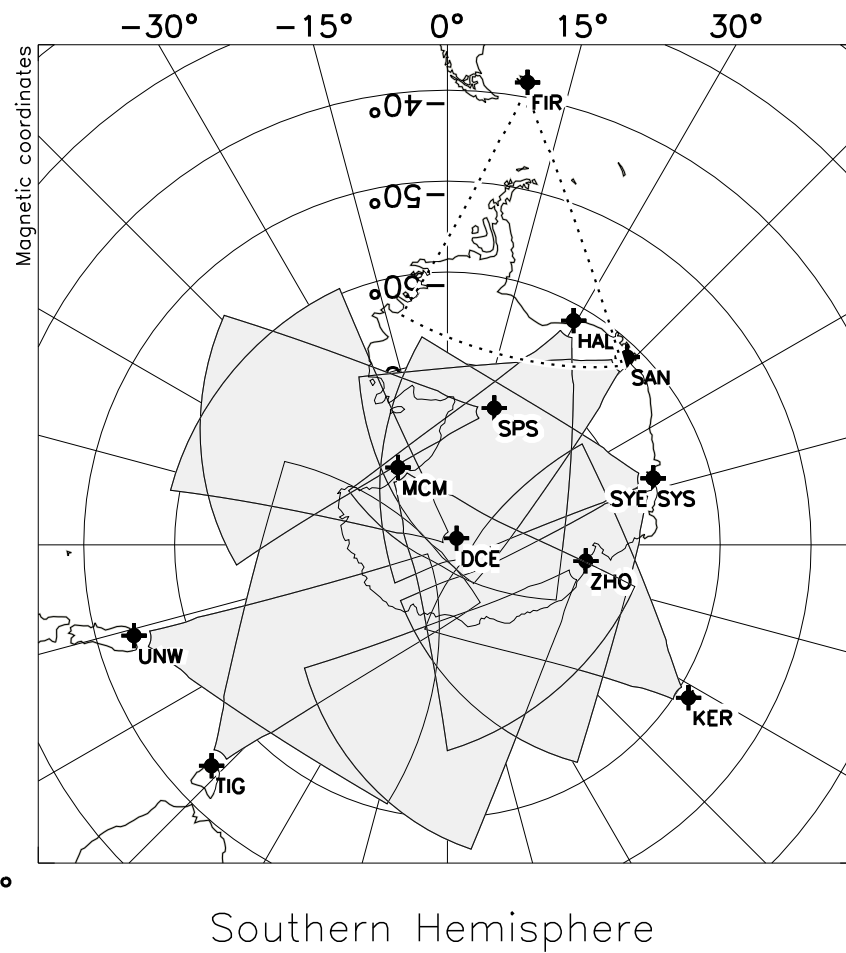 −30° −15° 0° 15° 30°
Magnetic coordinates
−40°
FIR
−50°
HAL
SAN
SPS
MCM
SYE SYS
DCE
ZHO
UNW
KER
TIG
Southern Hemisphere